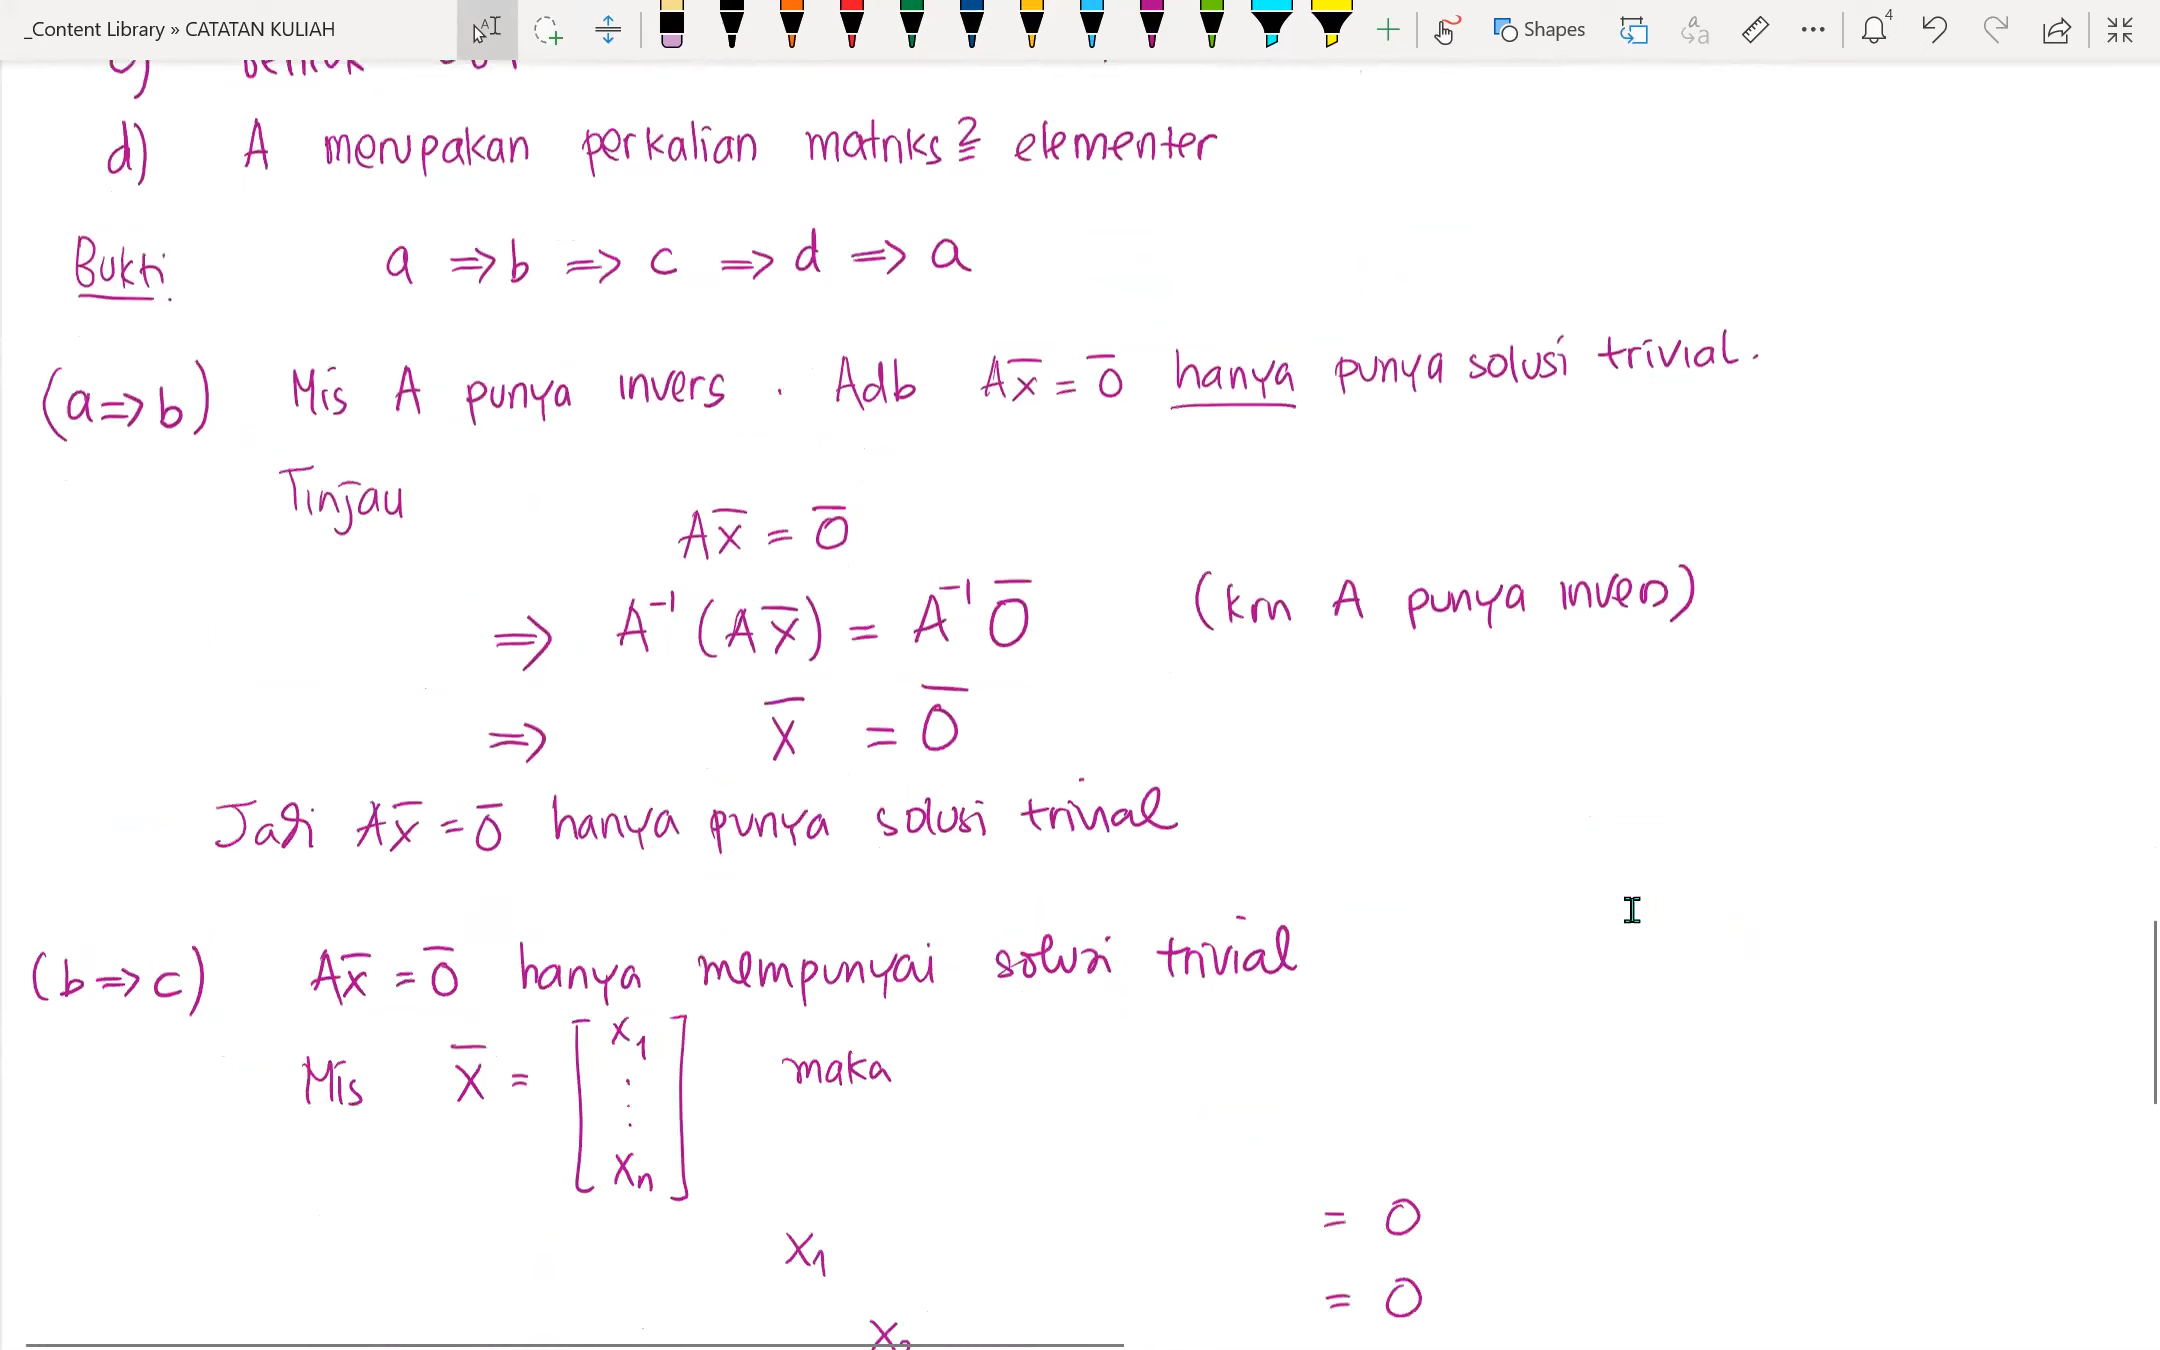 _Content Library » CATATAN KULIAH
Shapes
4
d) A merupakan perkalian matriks² elementer
Bukti. a => b => c => d => a
(a=>b) Mis A punya invers. Adb Ax̅ = 0̅ hanya punya solusi trivial.
Tinjau
Ax̅ = 0̅
=> A⁻¹(Ax̅) = A⁻¹0̅ (krn A punya invers)
=> x̅ = 0̅
Jadi Ax̅ = 0̅ hanya punya solusi trivial
(b=>c) Ax̅ = 0̅ hanya mempunyai solusi trivial
Mis x̅ = [x₁ ⋮ xₙ] maka
x₁ = 0
= 0